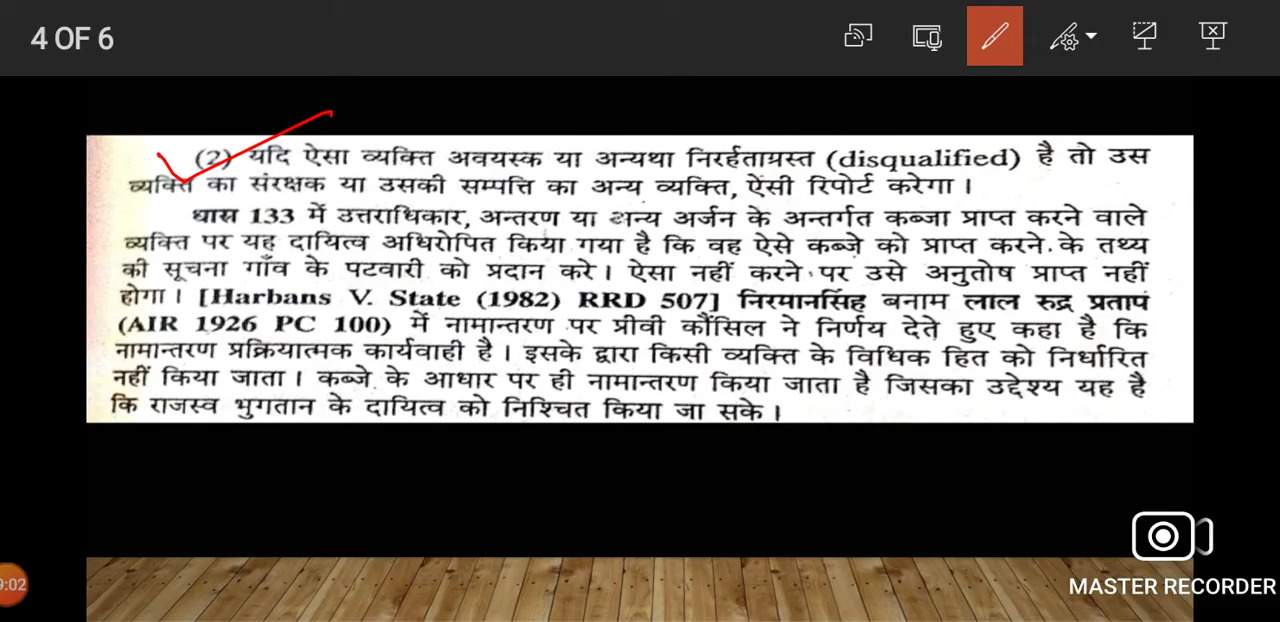 4 OF 6
(2) यदि ऐसा व्यक्ति अवयस्क या अन्यथा निरर्हताग्रस्त (disqualified) है तो उस
व्यक्ति का संरक्षक या उसकी सम्पत्ति का अन्य व्यक्ति, ऐसी रिपोर्ट करेगा।
धारा 133 में उत्तराधिकार, अन्तरण या अन्य अर्जन के अन्तर्गत कब्जा प्राप्त करने वाले
व्यक्ति पर यह दायित्व अधिरोपित किया गया है कि वह ऐसे कब्जे को प्राप्त करने के तथ्य
की सूचना गाँव के पटवारी को प्रदान करे। ऐसा नहीं करने पर उसे अनुतोष प्राप्त नहीं
होगा। [Harbans V. State (1982) RRD 507] निरमानसिंह बनाम लाल रुद्र प्रताप
(AIR 1926 PC 100) में नामान्तरण पर प्रीवी कौंसिल ने निर्णय देते हुए कहा है कि
नामान्तरण प्रक्रियात्मक कार्यवाही है। इसके द्वारा किसी व्यक्ति के विधिक हित को निर्धारित
नहीं किया जाता। कब्जे के आधार पर ही नामान्तरण किया जाता है जिसका उद्देश्य यह है
कि राजस्व भुगतान के दायित्व को निश्चित किया जा सके।
9:02
MASTER RECORDER